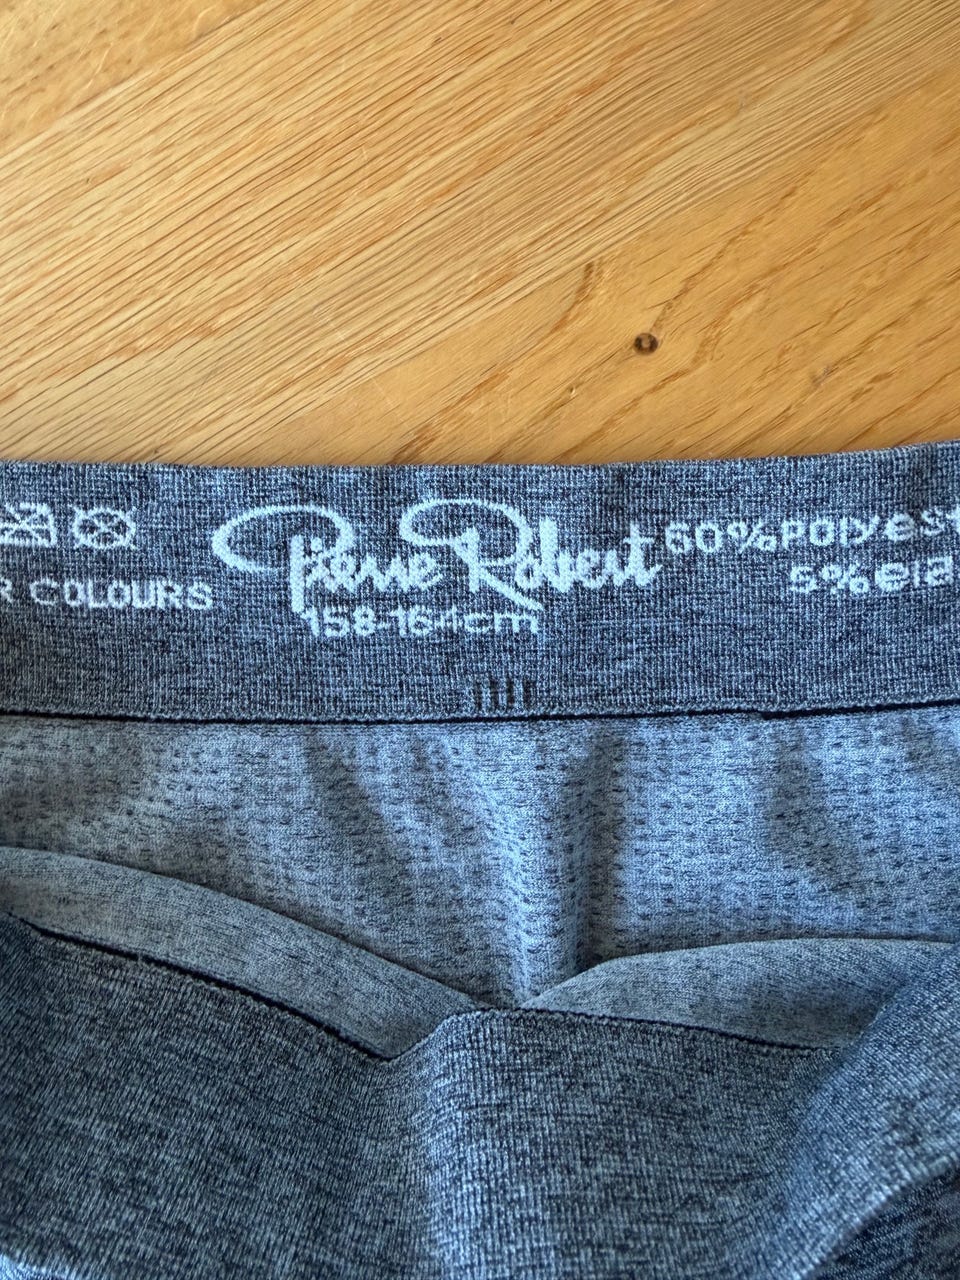 Pierre Robert
158-164cm
R COLOURS
60%polyest
5%ela